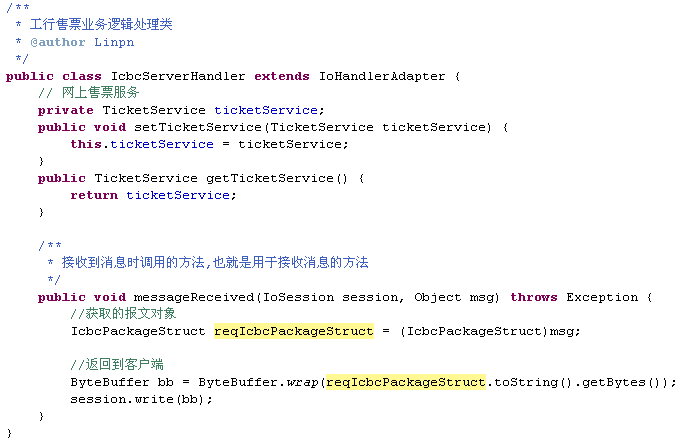 /**
 * 工行售票业务逻辑处理类
 * @author Linpn
 */
public class IcbcServerHandler extends IoHandlerAdapter {
    // 网上售票服务
    private TicketService ticketService;
    public void setTicketService(TicketService ticketService) {
        this.ticketService = ticketService;
    }
    public TicketService getTicketService() {
        return ticketService;
    }

    /**
     * 接收到消息时调用的方法,也就是用于接收消息的方法
     */
    public void messageReceived(IoSession session, Object msg) throws Exception {
        //获取的报文对象
        IcbcPackageStruct reqIcbcPackageStruct = (IcbcPackageStruct)msg;

        //返回到客户端
        ByteBuffer bb = ByteBuffer.wrap(reqIcbcPackageStruct.toString().getBytes());
        session.write(bb);
    }
}